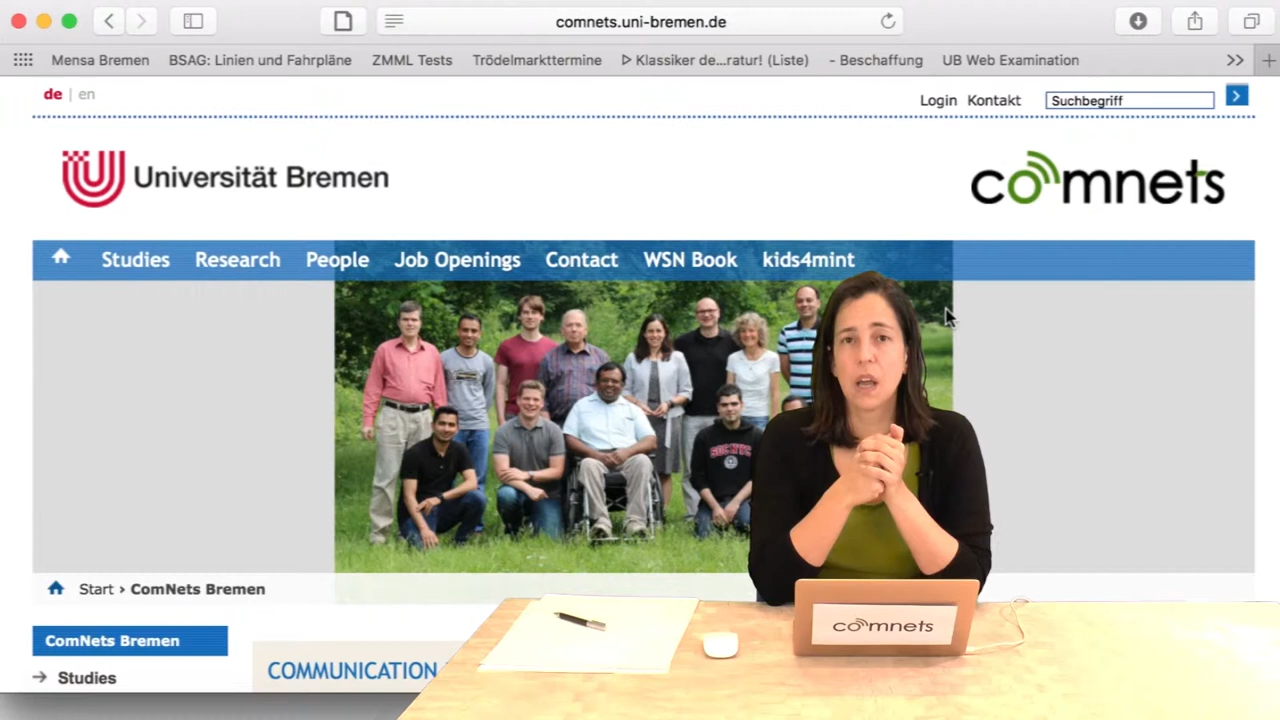 comnets.uni-bremen.de
Mensa Bremen BSAG: Linien und Fahrpläne ZMML Tests Trödelmarkttermine Klassiker de...ratur! (Liste) - Beschaffung UB Web Examination
de | en
Login Kontakt Suchbegriff
Universität Bremen
comnets
Studies Research People Job Openings Contact WSN Book kids4mint
Start › ComNets Bremen
ComNets Bremen
Studies
COMMUNICATION
comnets